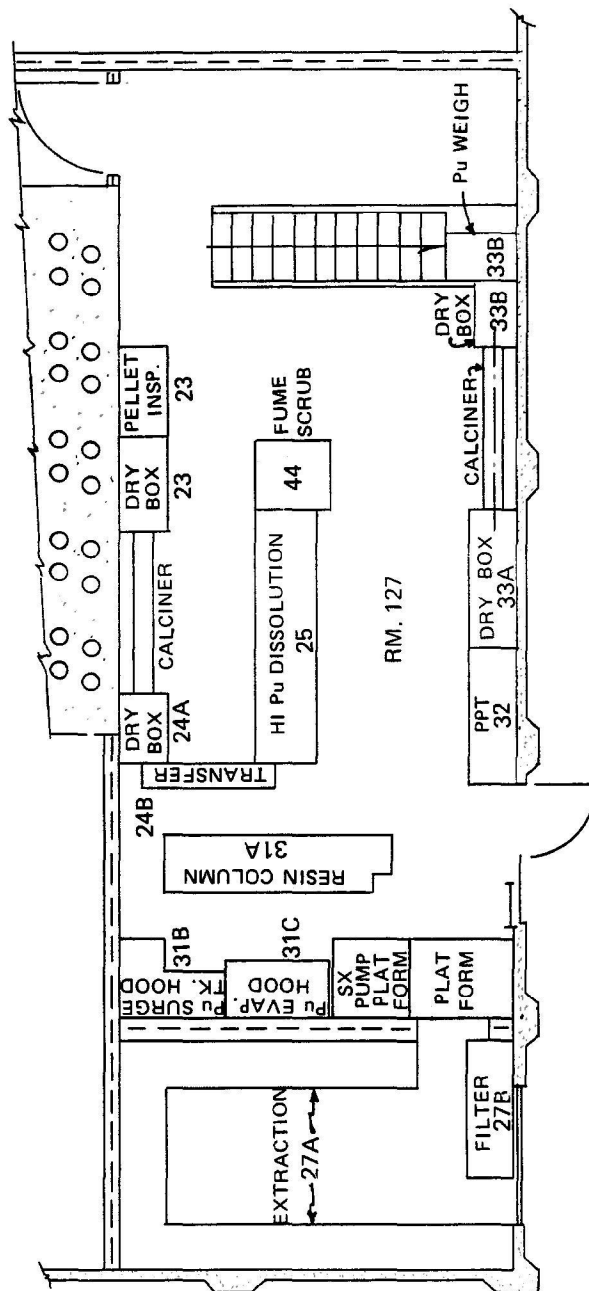 Pu SURGE
TK. HOOD
31B
Pu EVAP.
HOOD
31C
SX
PUMP
PLAT
FORM
PLAT
FORM
EXTRACTION
27A
FILTER
27B
RESIN COLUMN
31A
24B
TRANSFER
DRY
BOX
24A
CALCINER
DRY
BOX
23
PELLET
INSP.
23
HI Pu DISSOLUTION
25
44
FUME
SCRUB
RM. 127
PPT
32
DRY BOX
33A
CALCINER
DRY
BOX
33B
33B
Pu WEIGH